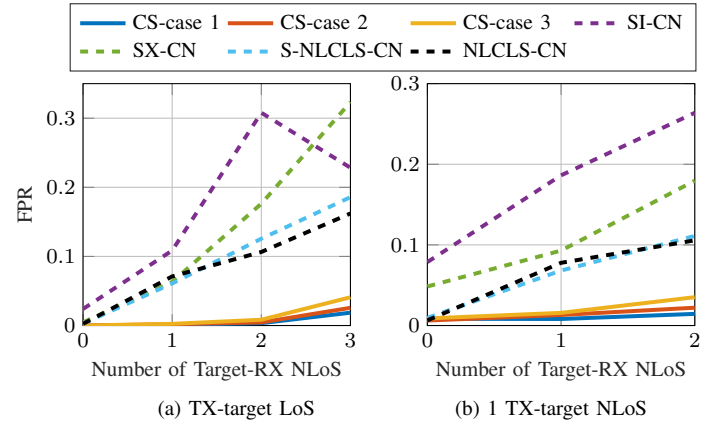 CS-case 1 CS-case 2 CS-case 3 SI-CN
SX-CN S-NLCLS-CN NLCLS-CN
0.3
0.2
0.1
0
FPR
0 1 2 3
Number of Target-RX NLoS
(a) TX-target LoS
0.3
0.2
0.1
0
0 1 2
Number of Target-RX NLoS
(b) 1 TX-target NLoS